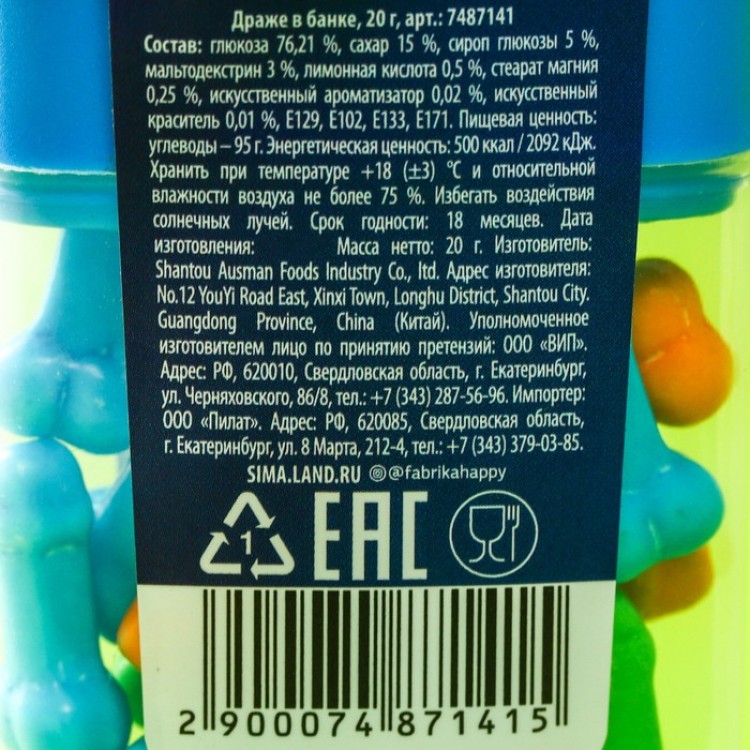 Драже в банке, 20 г, арт.: 7487141
Состав: глюкоза 76,21 %, сахар 15 %, сироп глюкозы 5 %,
мальтодекстрин 3 %, лимонная кислота 0,5 %, стеарат магния
0,25 %, искусственный ароматизатор 0,02 %, искусственный
краситель 0,01 %, Е129, Е102, Е133, Е171. Пищевая ценность:
углеводы – 95 г. Энергетическая ценность: 500 ккал / 2092 кДж.
Хранить при температуре +18 (±3) °С и относительной
влажности воздуха не более 75 %. Избегать воздействия
солнечных лучей. Срок годности: 18 месяцев. Дата
изготовления: Масса нетто: 20 г. Изготовитель:
Shantou Ausman Foods Industry Co., ltd. Адрес изготовителя:
No.12 YouYi Road East, Xinxi Town, Longhu District, Shantou City.
Guangdong Province, China (Китай). Уполномоченное
изготовителем лицо по принятию претензий: ООО «ВИП».
Адрес: РФ, 620010, Свердловская область, г. Екатеринбург,
ул. Черняховского, 86/8, тел.: +7 (343) 287-56-96. Импортер:
ООО «Пилат». Адрес: РФ, 620085, Свердловская область,
г. Екатеринбург, ул. 8 Марта, 212-4, тел.: +7 (343) 379-03-85.
SIMA.LAND.RU @fabrikahappy
1 EAC
2 900074 871415